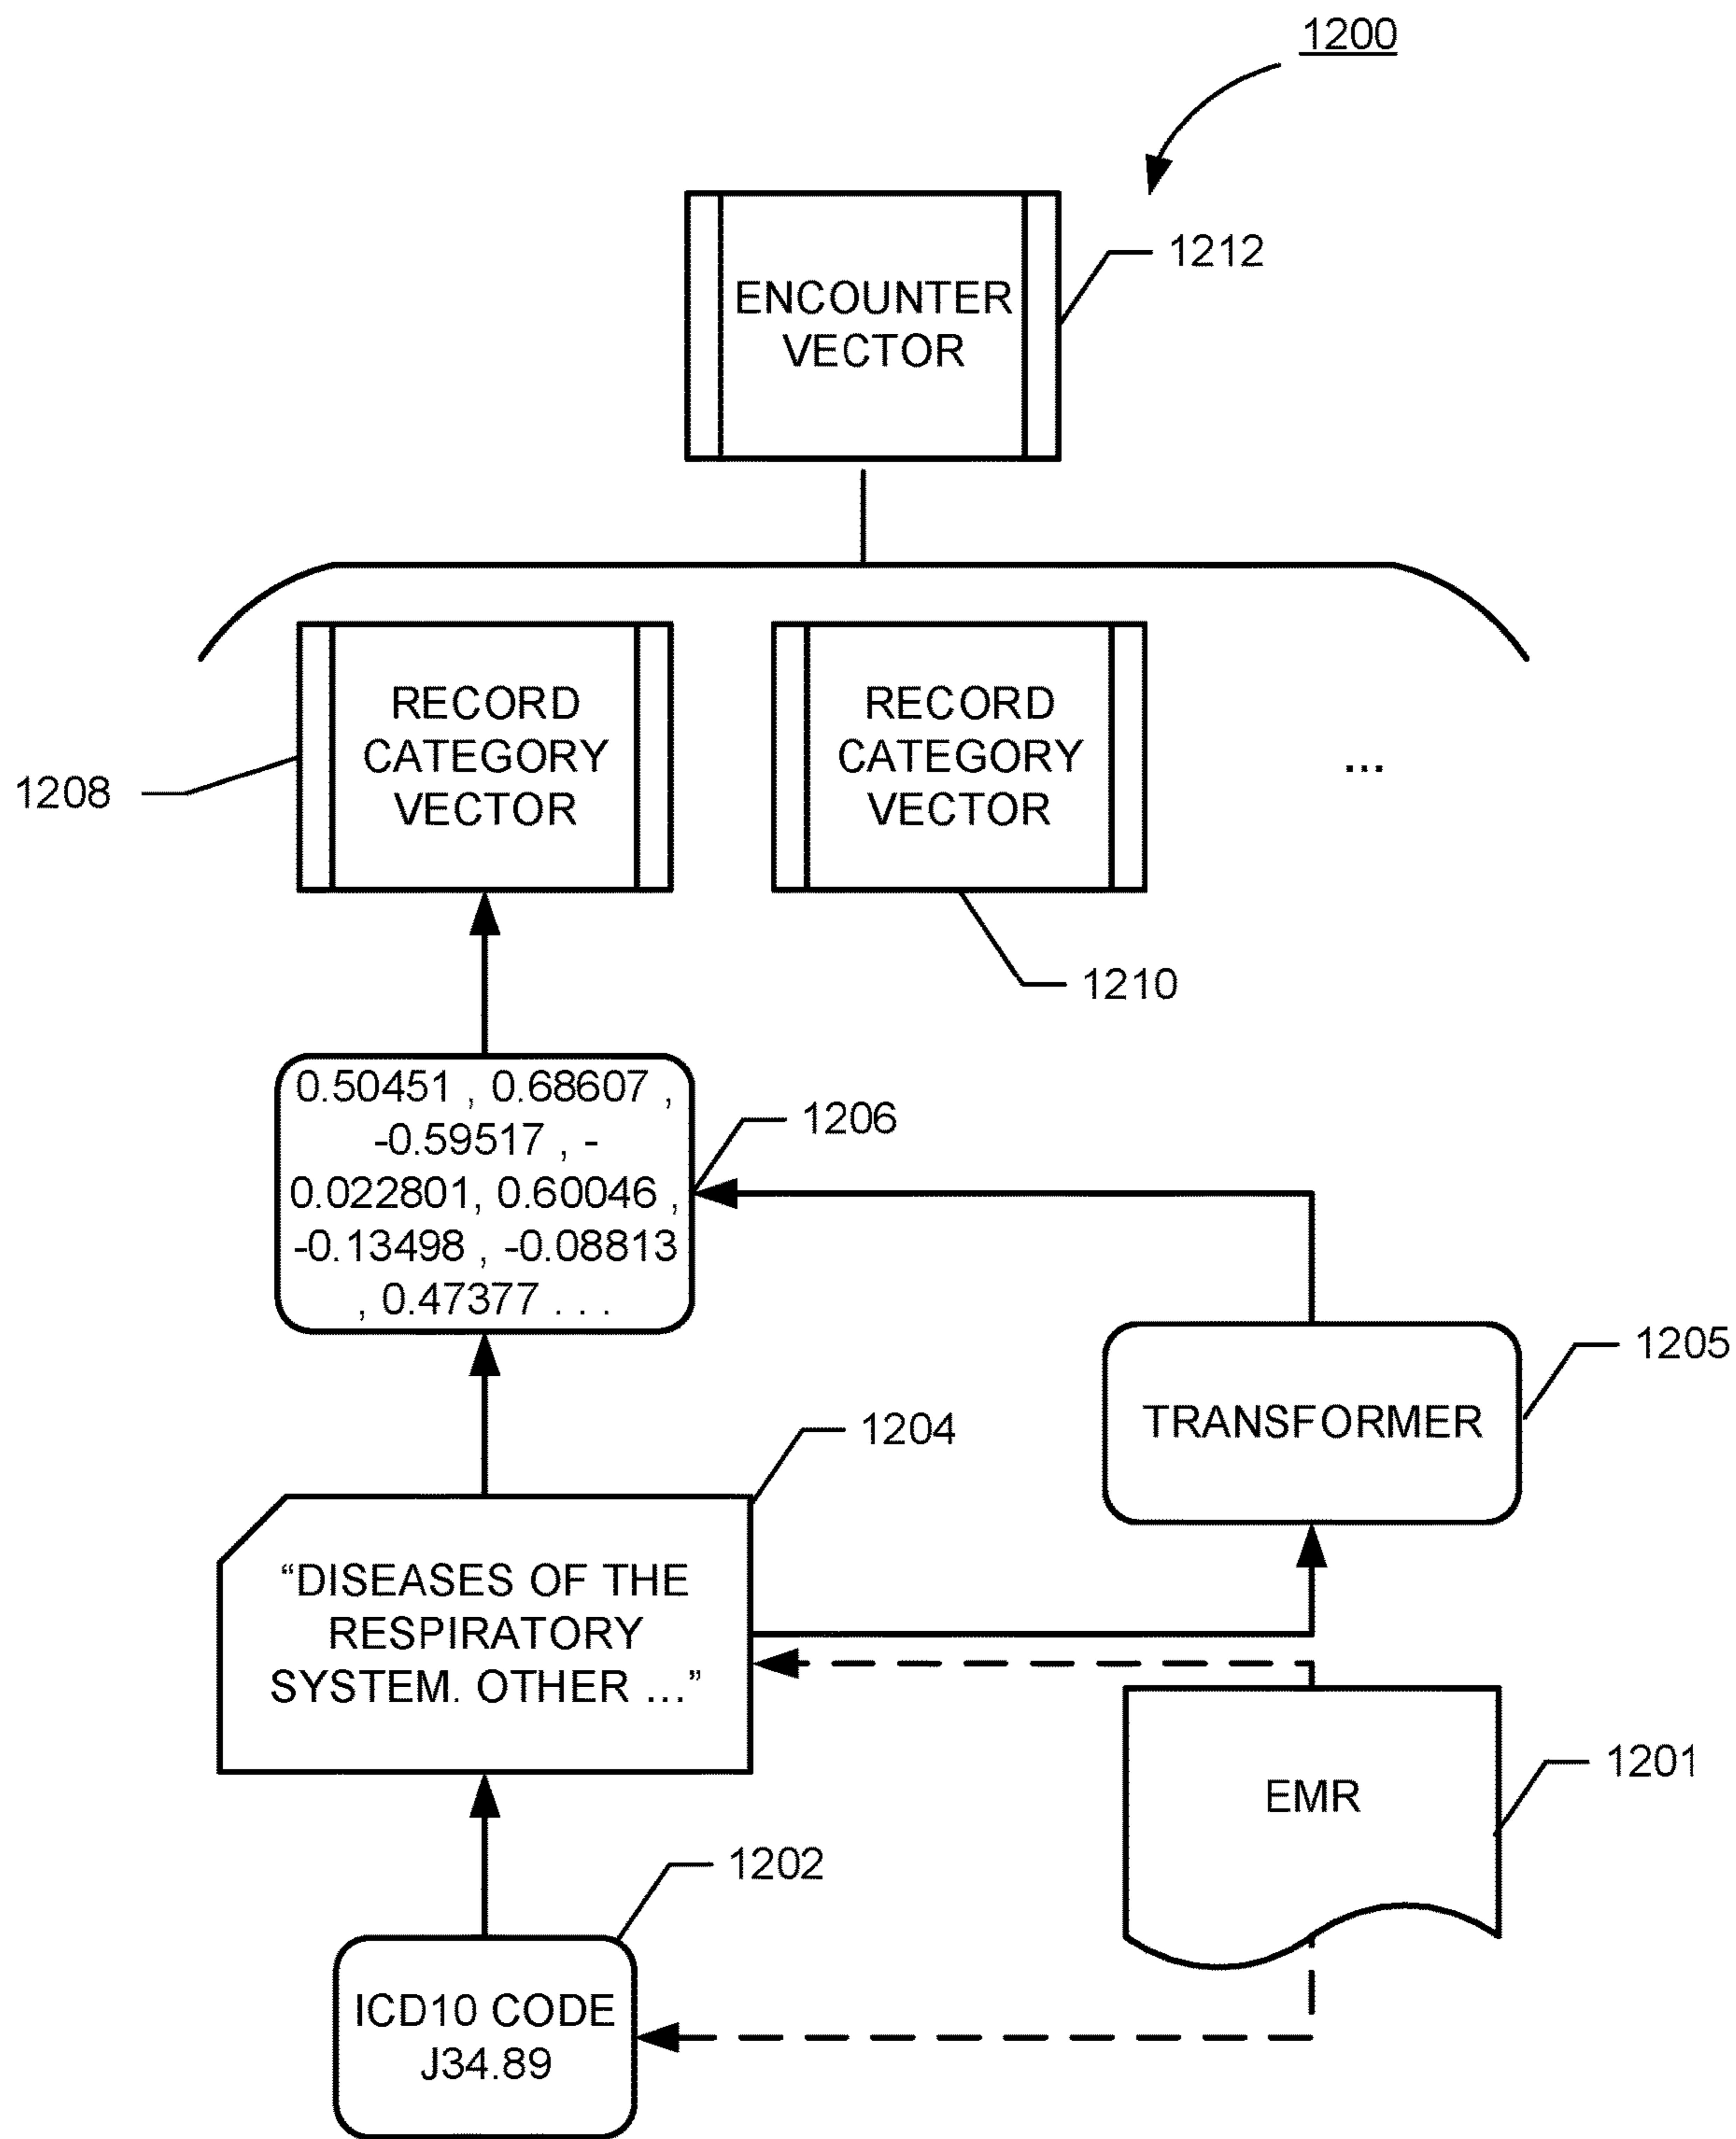 1200
1212
ENCOUNTER
VECTOR
RECORD
CATEGORY
VECTOR
RECORD
CATEGORY
VECTOR
...
1208
1210
0.50451 , 0.68607 ,
-0.59517 , -
0.022801, 0.60046 ,
-0.13498 , -0.08813
, 0.47377 . . .
1206
1205
TRANSFORMER
1204
“DISEASES OF THE
RESPIRATORY
SYSTEM. OTHER ...”
EMR
1201
1202
ICD10 CODE
J34.89